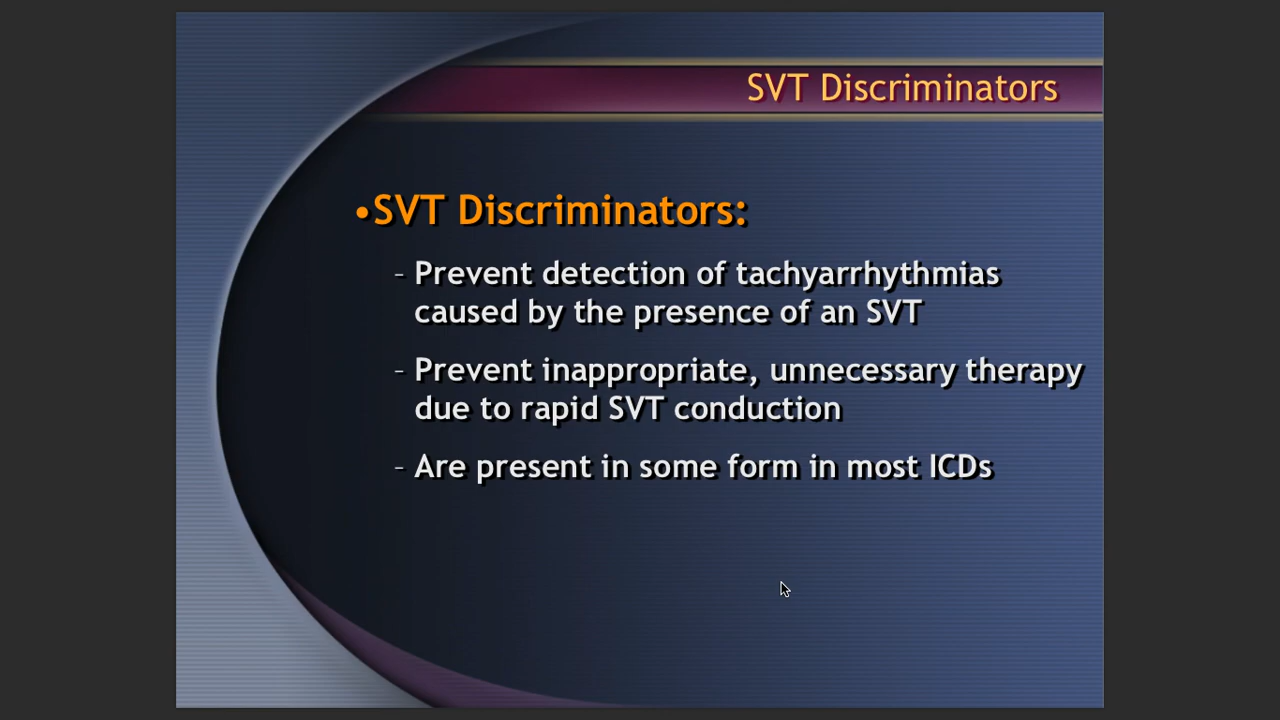 SVT Discriminators
•SVT Discriminators:
– Prevent detection of tachyarrhythmias
caused by the presence of an SVT
– Prevent inappropriate, unnecessary therapy
due to rapid SVT conduction
– Are present in some form in most ICDs